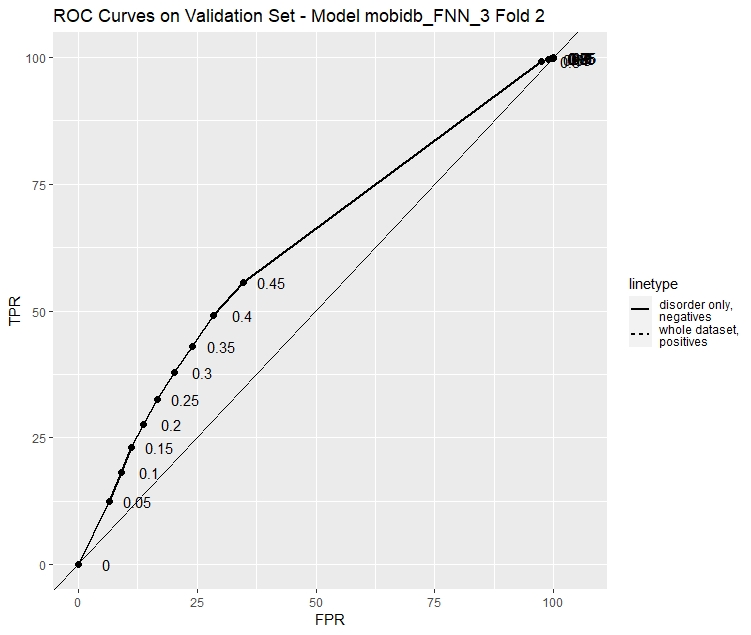 ROC Curves on Validation Set - Model mobidb_FNN_3 Fold 2
100
75
50
25
0
TPR
0.45
0.4
0.35
0.3
0.25
0.2
0.15
0.1
0.05
0
0 25 50 75 100
FPR
linetype
disorder only,
negatives
whole dataset,
positives